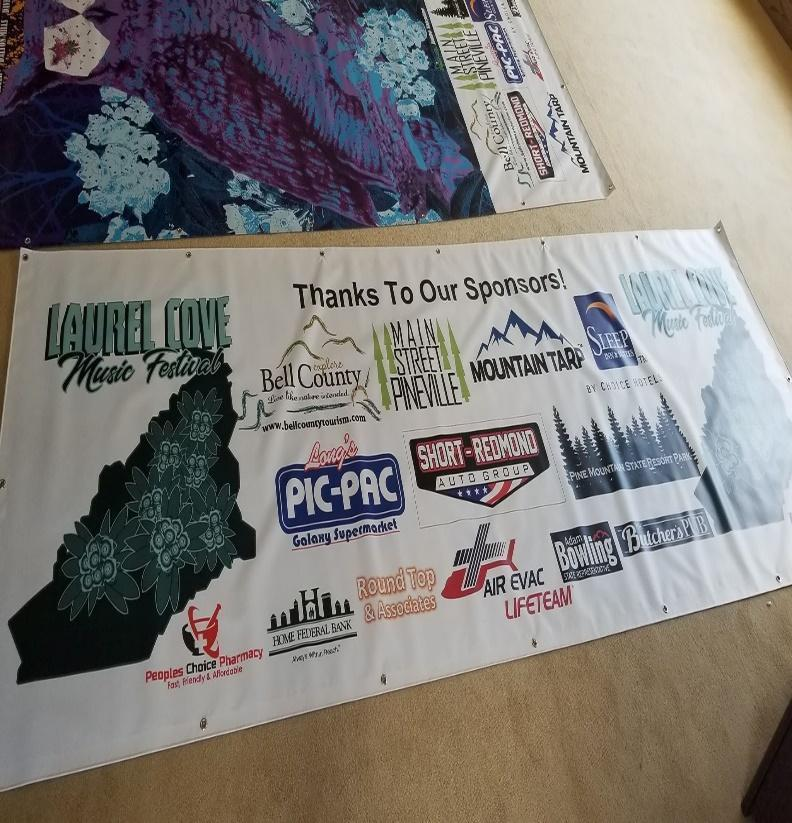 MAIN
STREET
PINEVILLE
PIC-PAC
Bell County
SHORT-REDMOND
MOUNTAIN TARP
Thanks To Our Sponsors!
LAUREL COVE
Music Festival
explore
Bell County
Live like nature intended.
www.bellcountytourism.com
MAIN
STREET
PINEVILLE
MOUNTAIN TARP
SLEEP
INN & SUITES
BY CHOICE HOTELS
LAUREL COVE
Music Festival
Long's
PIC-PAC
Galaxy Supermarket
SHORT-REDMOND
AUTO GROUP
PINE MOUNTAIN STATE RESORT PARK
Peoples Choice Pharmacy
Fast, Friendly & Affordable
HOME FEDERAL BANK
Round Top
& Associates
AIR EVAC
LIFETEAM
Adam
Bowling
STATE REPRESENTATIVE
Butcher's PUB